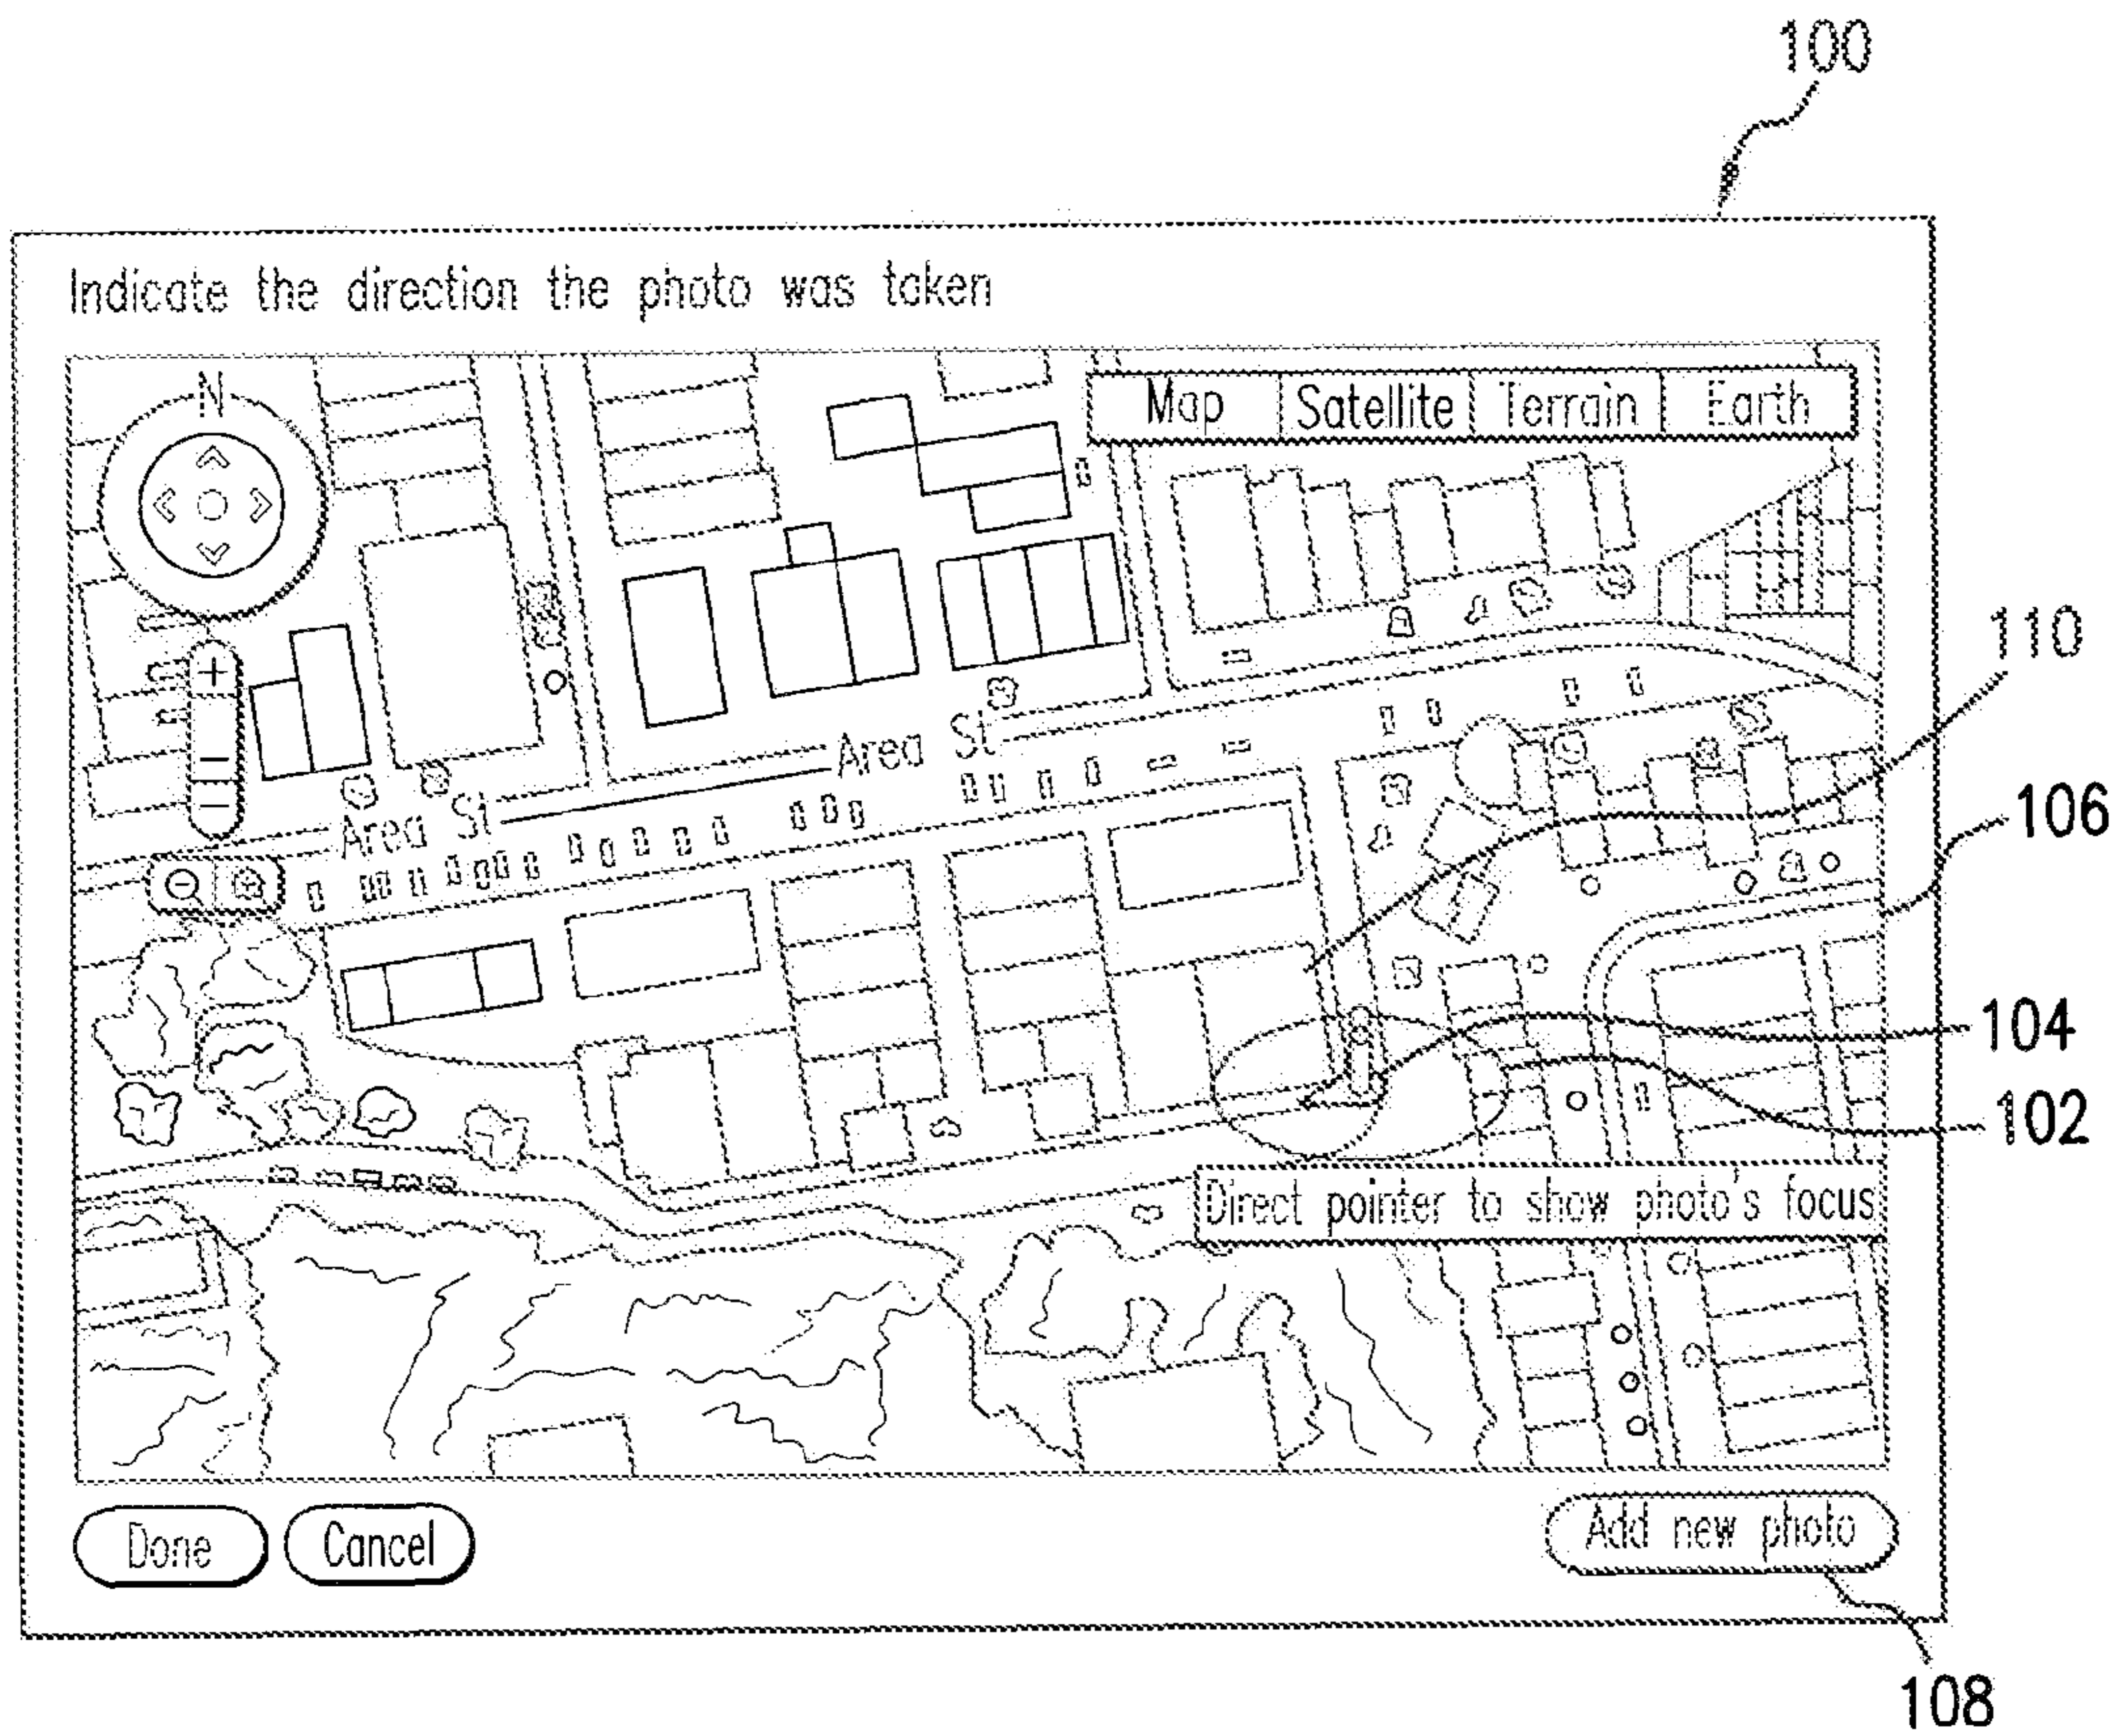 100
Indicate the direction the photo was taken
N
Map Satellite Terrain Earth
110
+
Area St
106
Area St
104
102
Direct pointer to show photo's focus
Done Cancel Add new photo
108